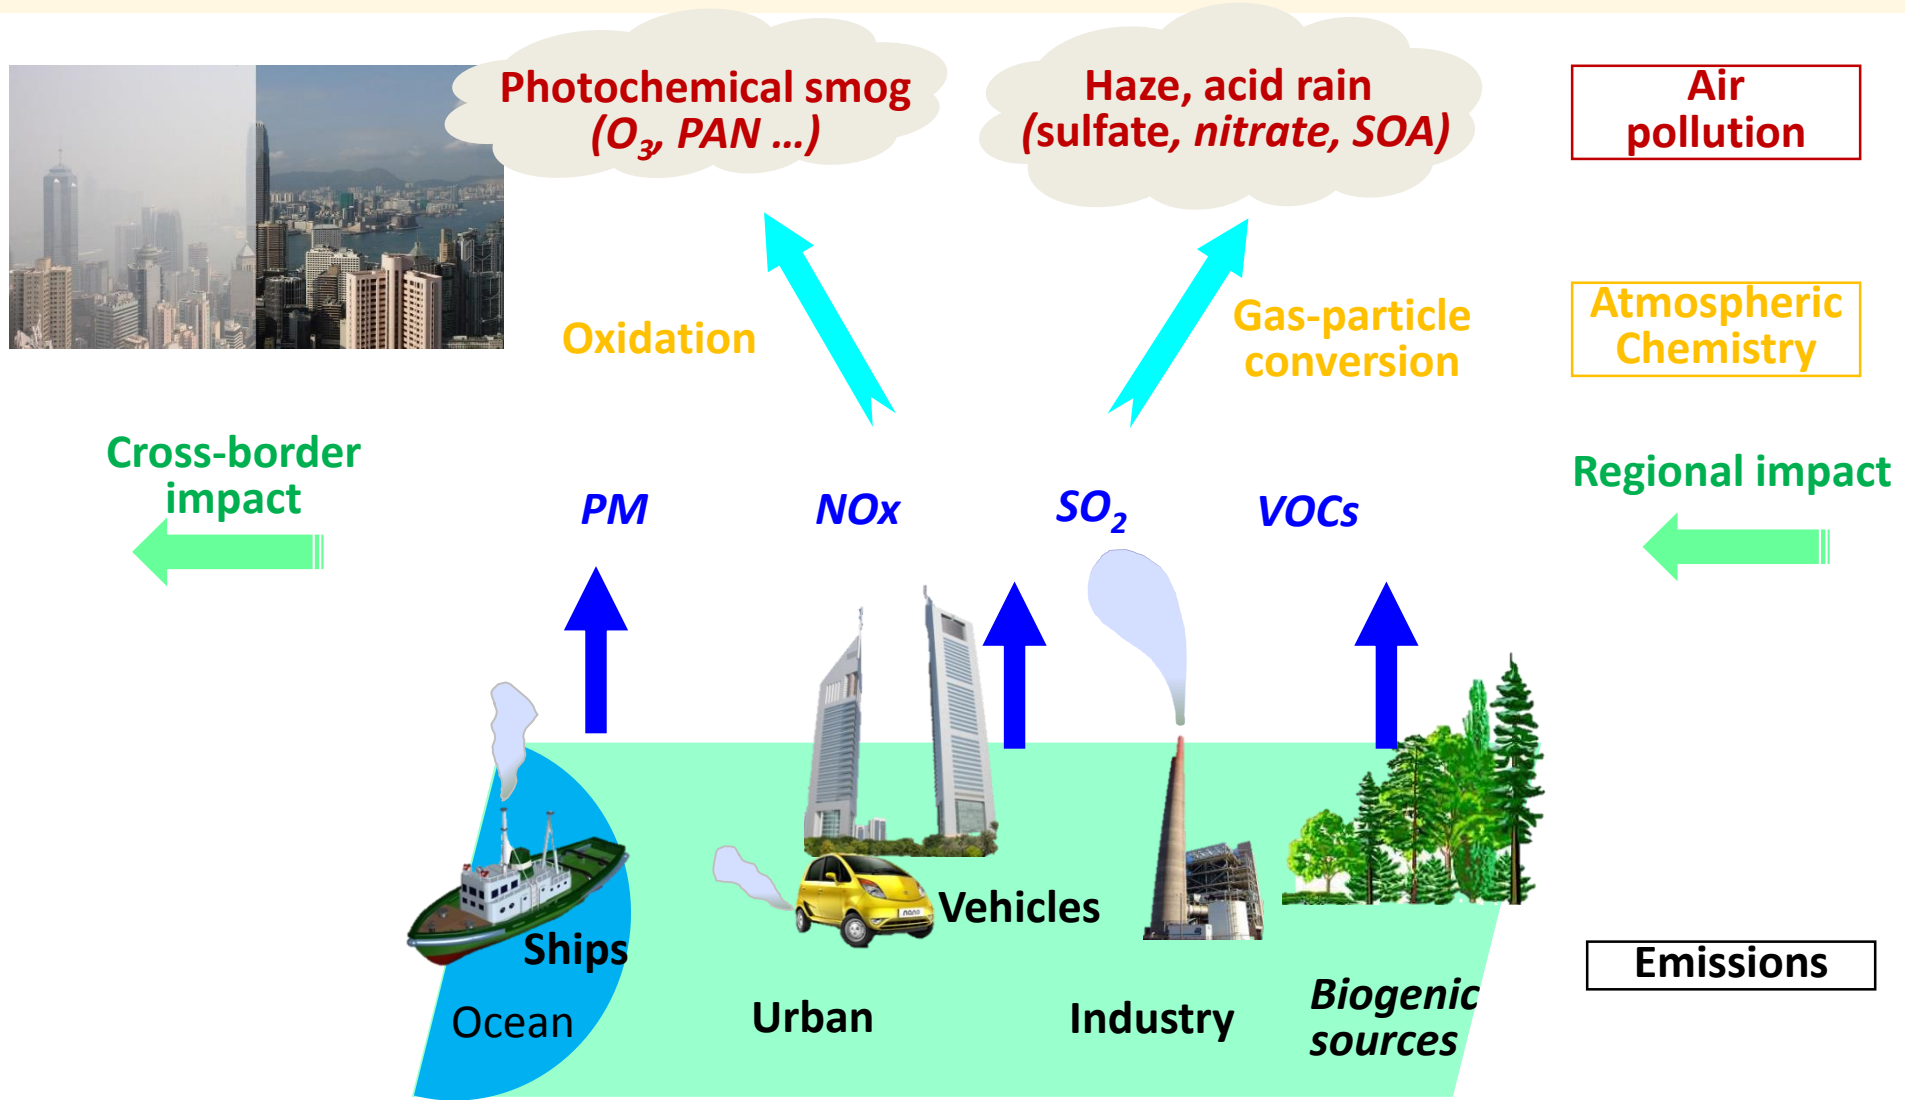 Photochemical smog
(O₃, PAN ...)
Haze, acid rain
(sulfate, nitrate, SOA)
Air
pollution
Oxidation
Gas-particle
conversion
Atmospheric
Chemistry
Cross-border
impact
Regional impact
PM
NOx
SO₂
VOCs
Vehicles
Ships
Ocean
Urban
Industry
Biogenic
sources
Emissions